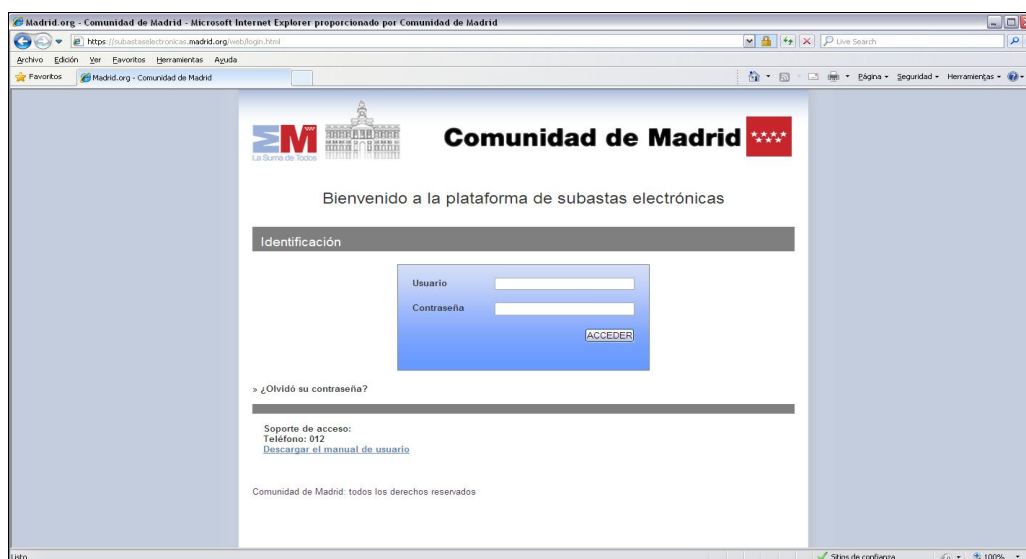 Madrid.org - Comunidad de Madrid - Microsoft Internet Explorer proporcionado por Comunidad de Madrid
https://subastaselectronicas.madrid.org/web/login.html
Live Search
Archivo Edición Ver Favoritos Herramientas Ayuda
Favoritos Madrid.org - Comunidad de Madrid Página Seguridad Herramientas
EM
La Suma de Todos
Comunidad de Madrid
Bienvenido a la plataforma de subastas electrónicas
Identificación
Usuario
Contraseña
ACCEDER
» ¿Olvidó su contraseña?
Soporte de acceso:
Teléfono: 012
Descargar el manual de usuario
Comunidad de Madrid: todos los derechos reservados
Listo Sitios de confianza 100%